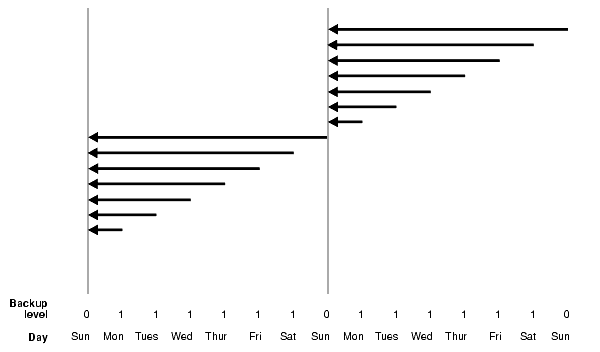 Backup
level 0 1 1 1 1 1 1 0 1 1 1 1 1 1 0
Day Sun Mon Tues Wed Thur Fri Sat Sun Mon Tues Wed Thur Fri Sat Sun